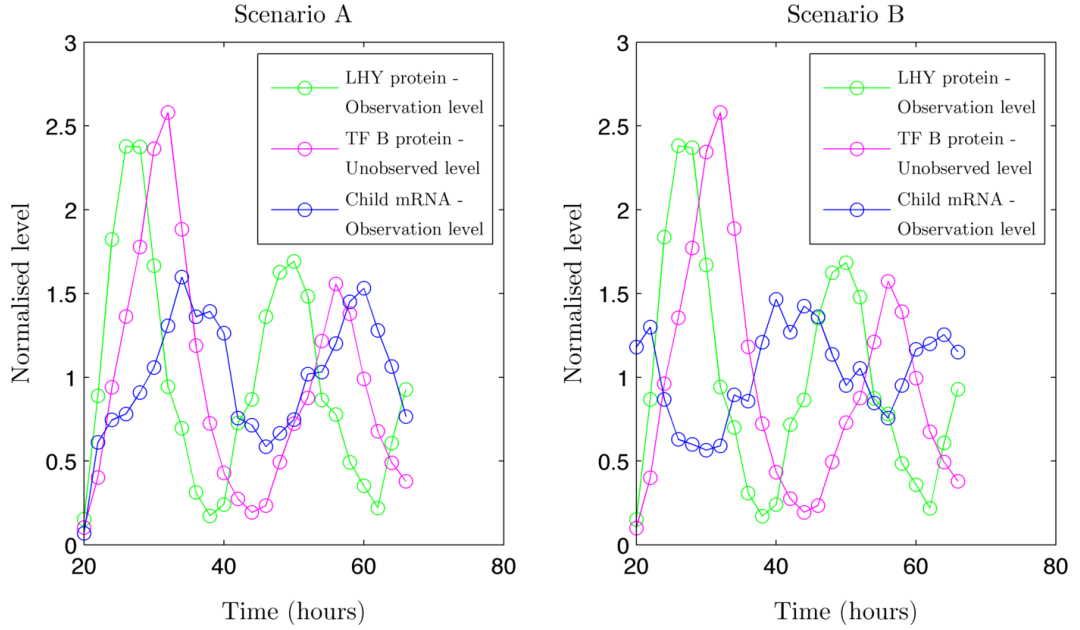 Scenario A
3
2.5
2
1.5
1
0.5
0
20
40
60
80
Normalised level
Time (hours)
LHY protein -
Observation level
TF B protein -
Unobserved level
Child mRNA -
Observation level
Scenario B
3
2.5
2
1.5
1
0.5
0
20
40
60
80
Normalised level
Time (hours)
LHY protein -
Observation level
TF B protein -
Unobserved level
Child mRNA -
Observation level